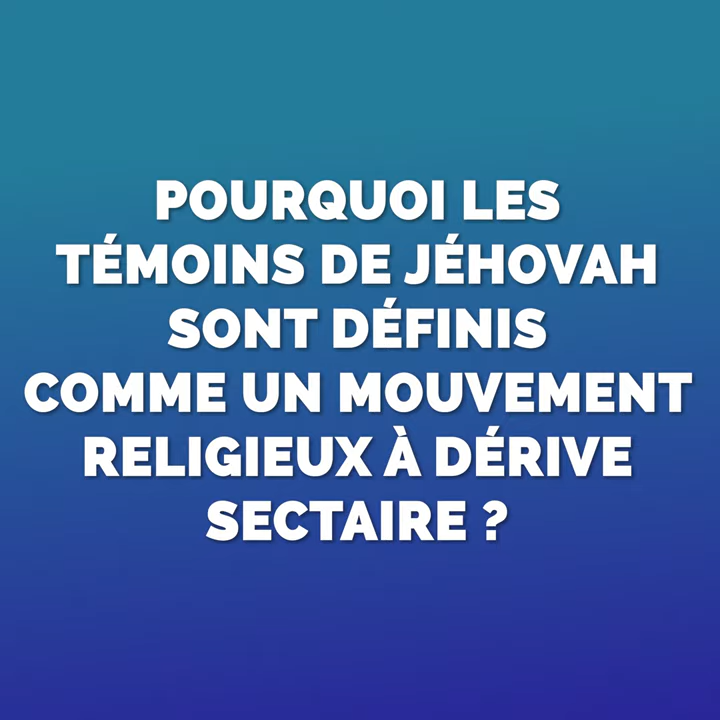 POURQUOI LES
TÉMOINS DE JÉHOVAH
SONT DÉFINIS
COMME UN MOUVEMENT
RELIGIEUX À DÉRIVE
SECTAIRE ?